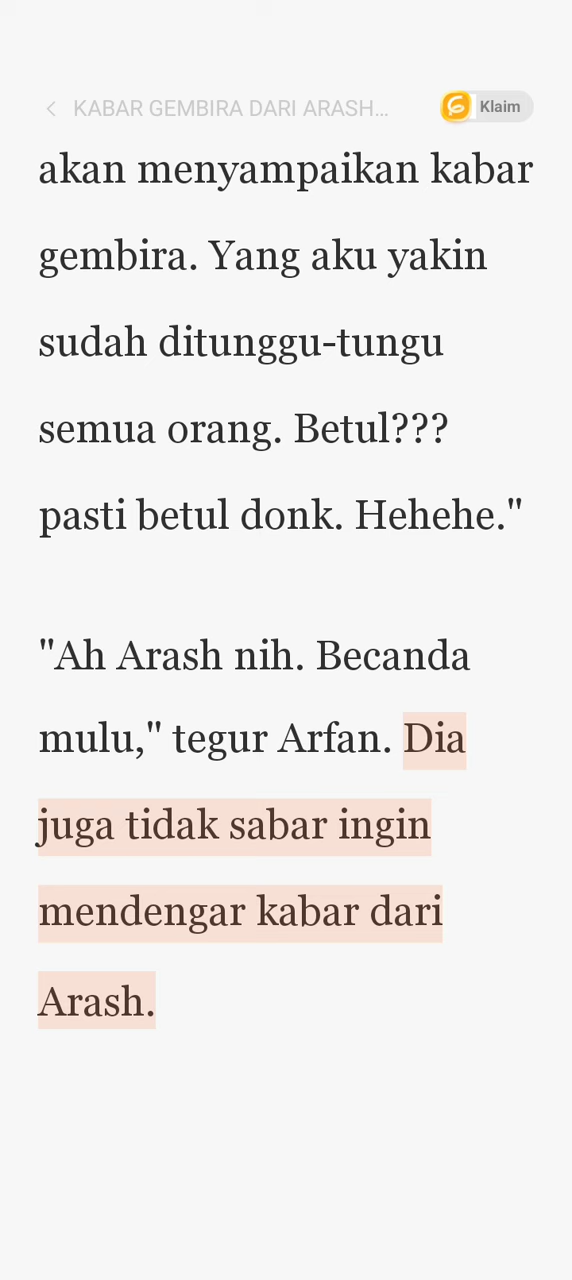 KABAR GEMBIRA DARI ARASH...
Klaim
akan menyampaikan kabar
gembira. Yang aku yakin
sudah ditunggu-tungu
semua orang. Betul???
pasti betul donk. Hehehe."
"Ah Arash nih. Becanda
mulu," tegur Arfan. Dia
juga tidak sabar ingin
mendengar kabar dari
Arash.